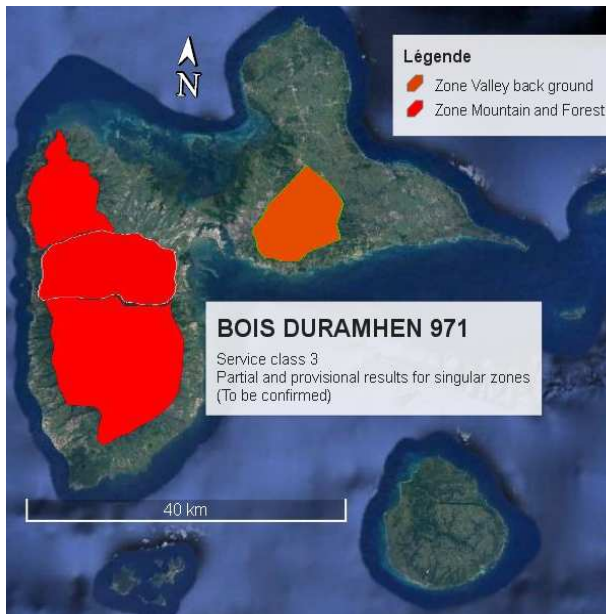 N
Légende
Zone Valley back ground
Zone Mountain and Forest
BOIS DURAMHEN 971
Service class 3
Partial and provisional results for singular zones
(To be confirmed)
40 km